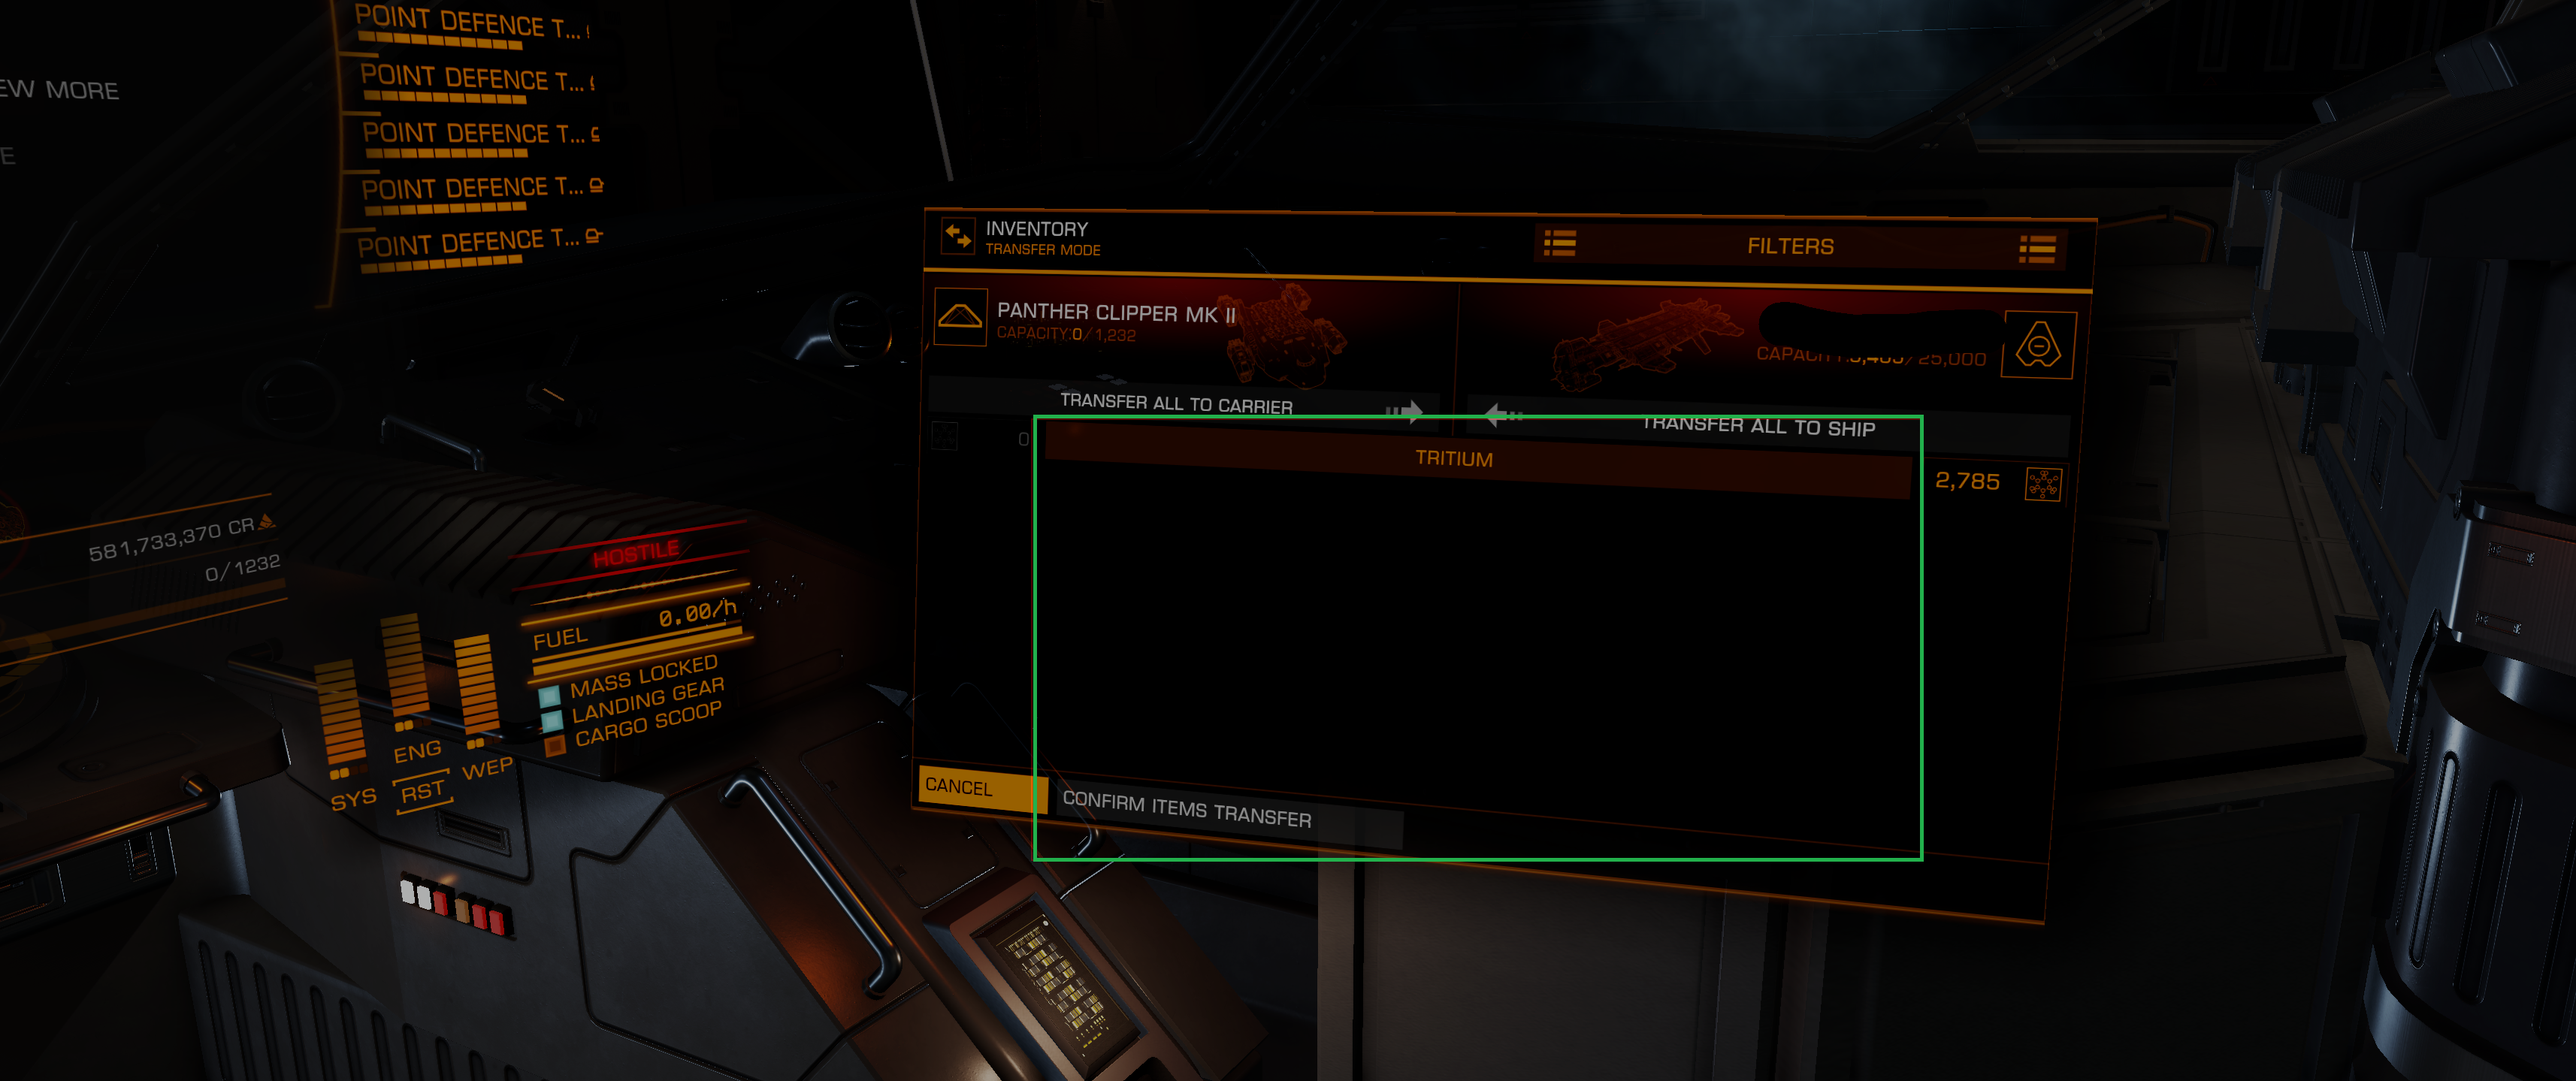 EW MORE
E
POINT DEFENCE T...
POINT DEFENCE T...
POINT DEFENCE T...
POINT DEFENCE T...
POINT DEFENCE T...
INVENTORY
TRANSFER MODE
FILTERS
PANTHER CLIPPER MK II
CAPACITY:0/1,232
/25,000
TRANSFER ALL TO CARRIER
TRANSFER ALL TO SHIP
0
TRITIUM
2,785
CANCEL
CONFIRM ITEMS TRANSFER
581,733,370 CR
0/1232
HOSTILE
0.00/h
FUEL
MASS LOCKED
LANDING GEAR
CARGO SCOOP
SYS
ENG
WEP
RST